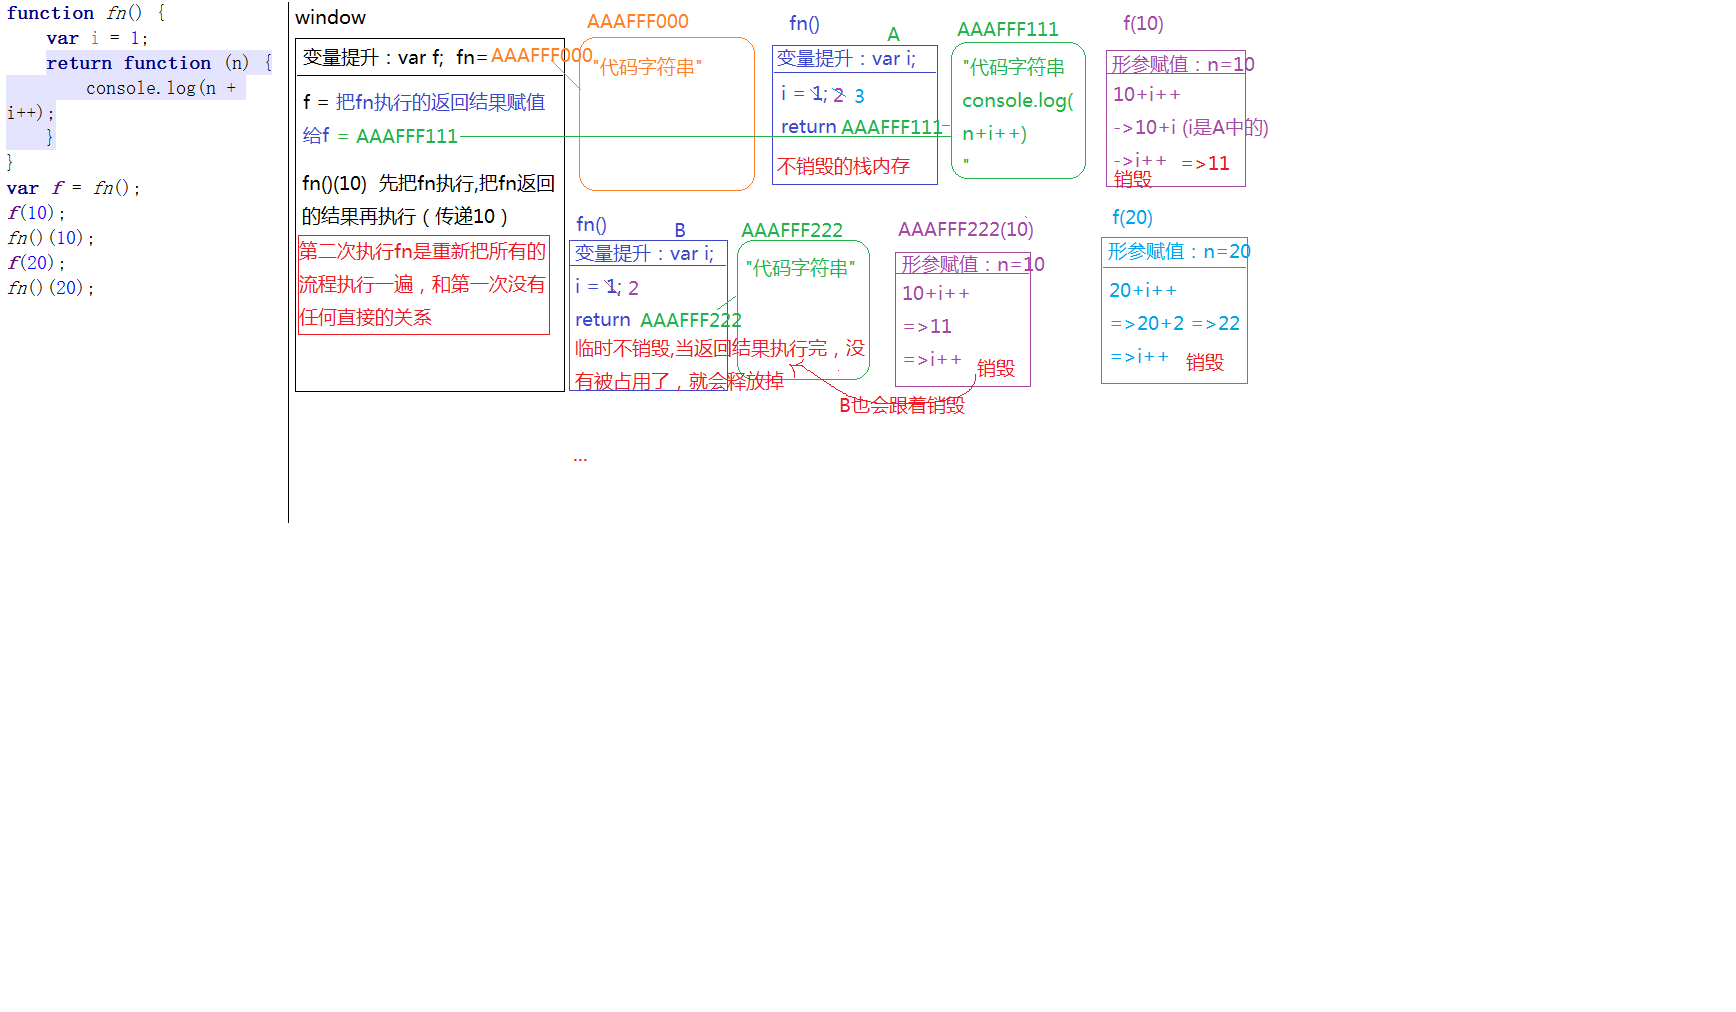 function fn() {
var i = 1;
return function (n) {
console.log(n +
i++);
}
}
var f = fn();
f(10);
fn()(10);
f(20);
fn()(20);
window
变量提升：var f; fn=AAAFFF000
f = 把fn执行的返回结果赋值
给f = AAAFFF111
fn()(10) 先把fn执行,把fn返回
的结果再执行（传递10）
第二次执行fn是重新把所有的
流程执行一遍，和第一次没有
任何直接的关系
AAAFFF000
"代码字符串"
fn()
A
变量提升：var i;
i = 1; 2 3
return AAAFFF111
不销毁的栈内存
AAAFFF111
"代码字符串
console.log(
n+i++)
"
f(10)
形参赋值：n=10
10+i++
->10+i (i是A中的)
->i++ =>11
销毁
fn()
B
变量提升：var i;
i = 1; 2
return AAAFFF222
临时不销毁,当返回结果执行完，没
有被占用了，就会释放掉
AAAFFF222
"代码字符串"
AAAFFF222(10)
形参赋值：n=10
10+i++
=>11
=>i++ 销毁
B也会跟着销毁
f(20)
形参赋值：n=20
20+i++
=>20+2 =>22
=>i++ 销毁
...